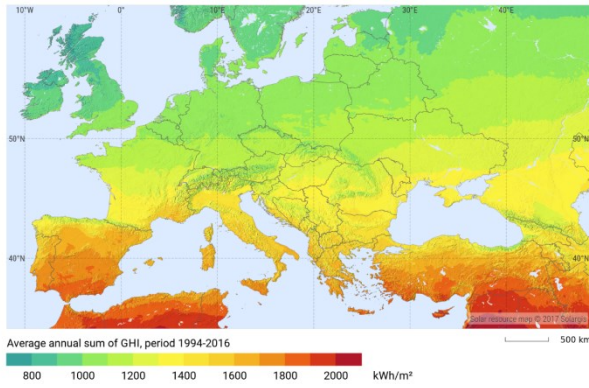 10°W 0° 10°E 20°E 30°E 40°E
50°N 50°N
40°N 40°N
Solar resource map © 2017 Solargis
Average annual sum of GHI, period 1994-2016
500 km
800 1000 1200 1400 1600 1800 2000 kWh/m²